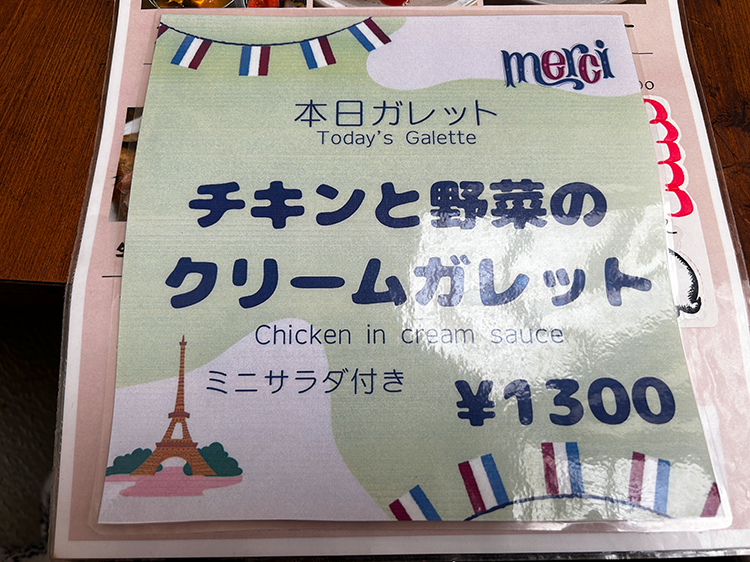 merci
本日ガレット
Today's Galette
チキンと野菜の
クリームガレット
Chicken in cream sauce
ミニサラダ付き
¥1300